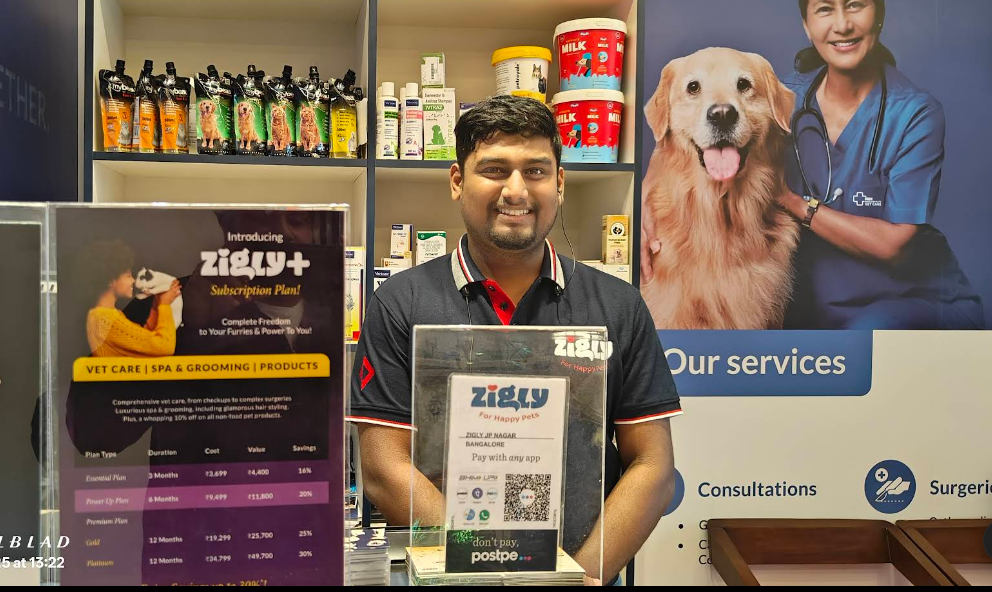 ETHER.
MILK
MILK
MILK
MILK
Introducing
zigly+
Subscription Plan!
Complete Freedom
to Your Furries & Power To You!
VET CARE | SPA & GROOMING | PRODUCTS
Comprehensive vet care, from checkups to complex surgeries
Luxurious spa & grooming, including glamorous hair styling.
Plus, a whopping 10% off on all non-food pet products.
Plan Type Duration Cost Value Savings
Essential Plan 3 Months ₹3,699 ₹4,400 16%
Power Up Plan 6 Months ₹9,499 ₹11,800 20%
Premium Plan
Gold 12 Months ₹19,299 ₹25,700 25%
Platinum 12 Months ₹34,799 ₹49,700 30%
LBLAD
5 at 13:22
zigly
For Happy Pets
zigly
For Happy Pets
ZIGLY JP NAGAR
BANGALORE
Pay with any app
BHIM UPI
don't pay,
postpe
Our services
Consultations
Surgerie